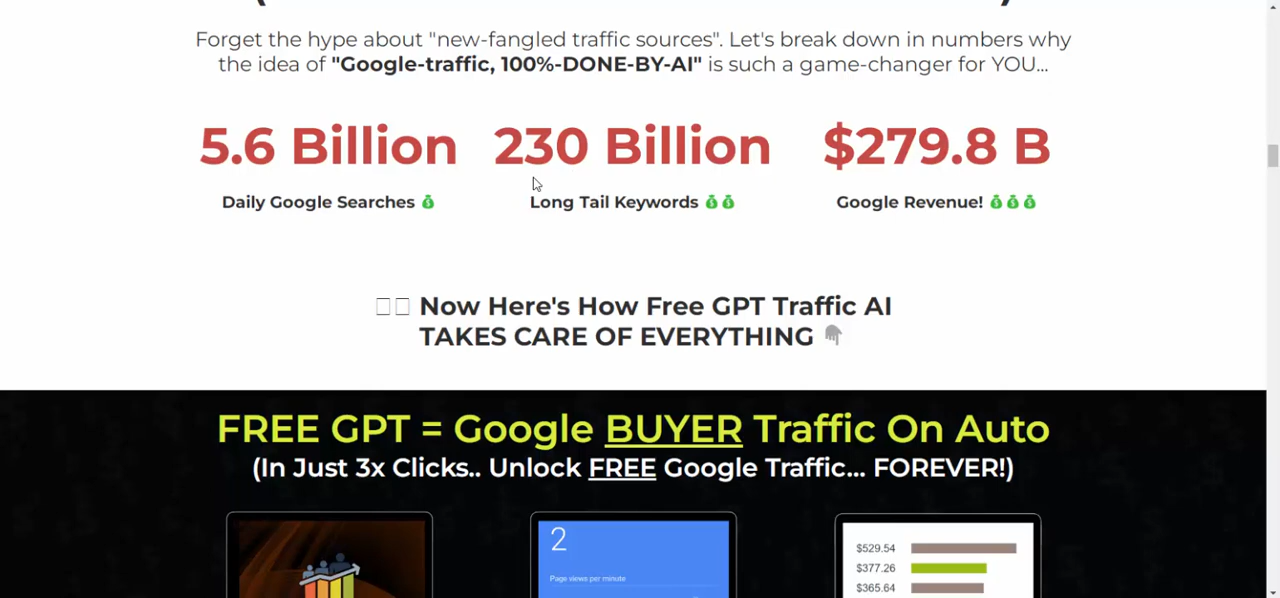 Forget the hype about "new-fangled traffic sources". Let's break down in numbers why
the idea of "Google-traffic, 100%-DONE-BY-AI" is such a game-changer for YOU...
5.6 Billion 230 Billion $279.8 B
Daily Google Searches Long Tail Keywords Google Revenue!
Now Here's How Free GPT Traffic AI
TAKES CARE OF EVERYTHING
FREE GPT = Google BUYER Traffic On Auto
(In Just 3x Clicks.. Unlock FREE Google Traffic... FOREVER!)
2
Page views per minute
$529.54
$377.26
$365.64